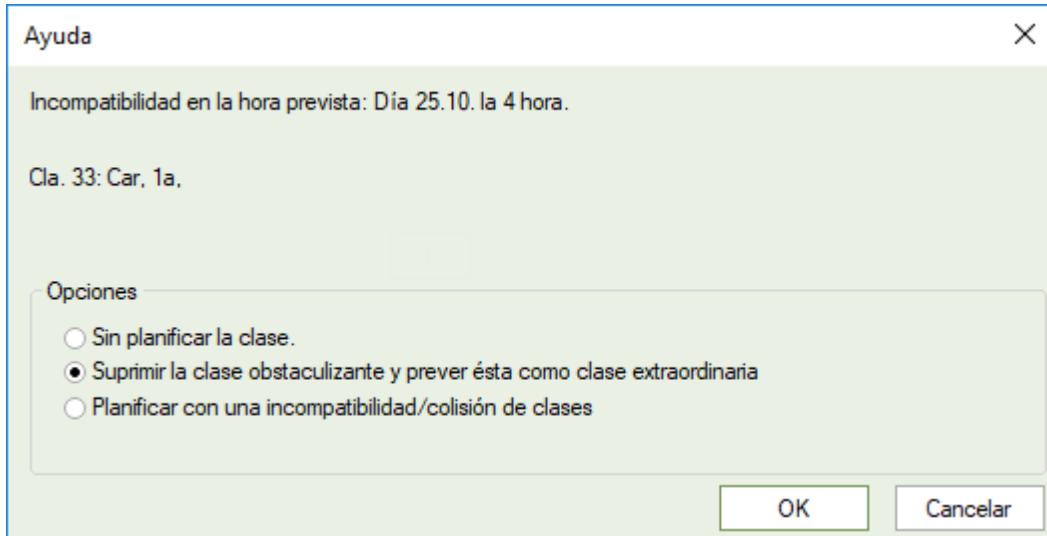 Ayuda
Incompatibilidad en la hora prevista: Día 25.10. la 4 hora.
Cla. 33: Car, 1a,
Opciones
Sin planificar la clase.
Suprimir la clase obstaculizante y prever ésta como clase extraordinaria
Planificar con una incompatibilidad/colisión de clases
OK
Cancelar